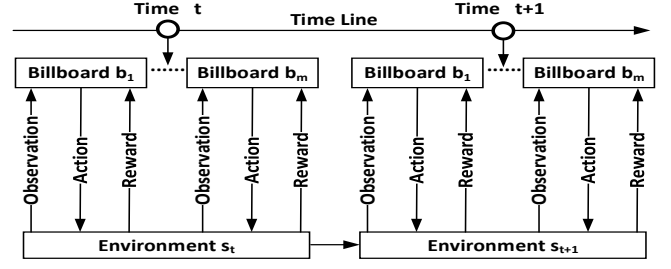 Time t
Time Line
Time t+1
Billboard b₁
Billboard bₘ
Billboard b₁
Billboard bₘ
Observation
Action
Reward
Observation
Action
Reward
Observation
Action
Reward
Observation
Action
Reward
Environment sₜ
Environment sₜ₊₁